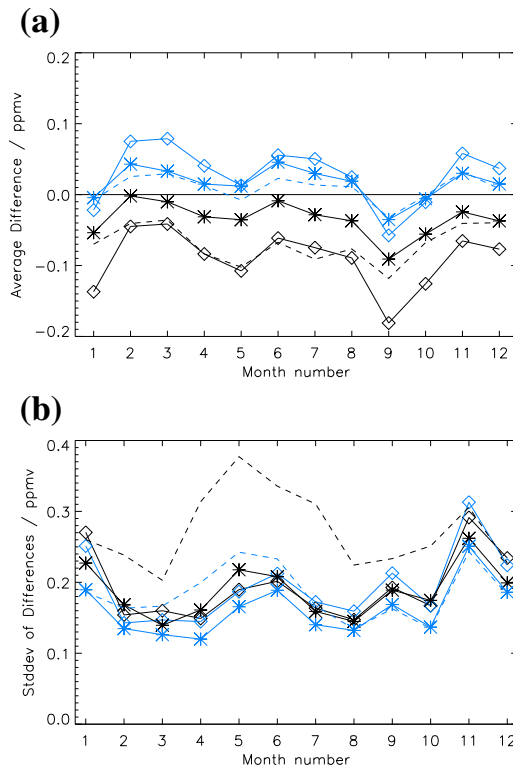 (a)
Average Difference / ppmv
0.2
0.1
0.0
−0.1
−0.2
1 2 3 4 5 6 7 8 9 10 11 12
Month number
(b)
Stddev of Differences / ppmv
0.4
0.3
0.2
0.1
0.0
1 2 3 4 5 6 7 8 9 10 11 12
Month number